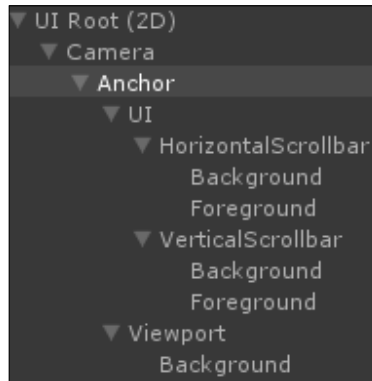 UI Root (2D)
Camera
Anchor
UI
HorizontalScrollbar
Background
Foreground
VerticalScrollbar
Background
Foreground
Viewport
Background